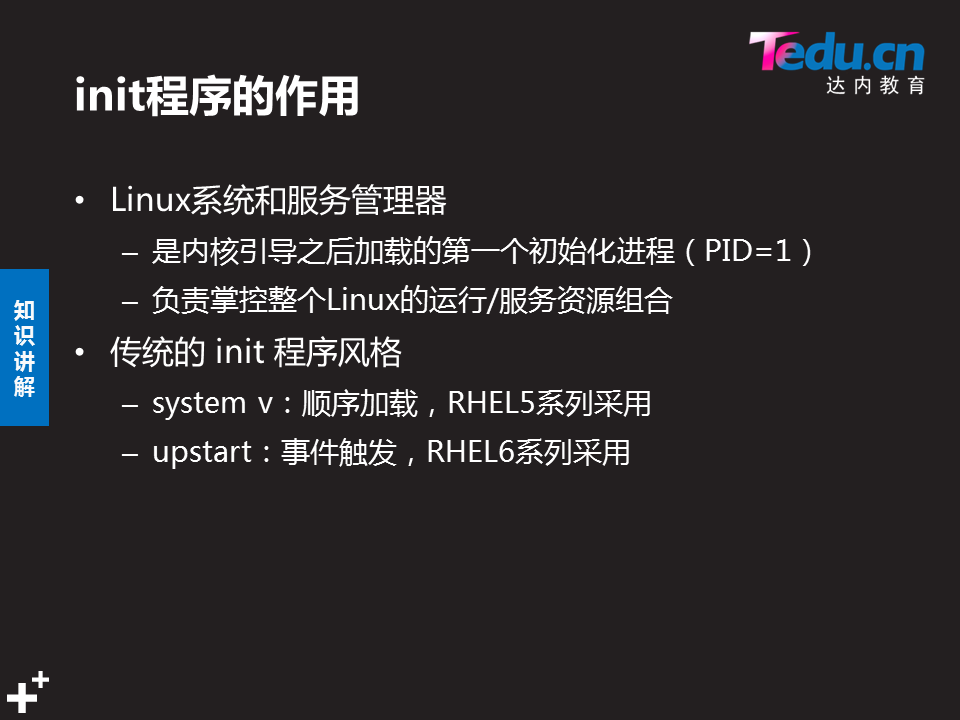 Tedu.cn
达内教育
init程序的作用
• Linux系统和服务管理器
– 是内核引导之后加载的第一个初始化进程（PID=1）
– 负责掌控整个Linux的运行/服务资源组合
• 传统的 init 程序风格
– system v：顺序加载，RHEL5系列采用
– upstart：事件触发，RHEL6系列采用
知
识
讲
解